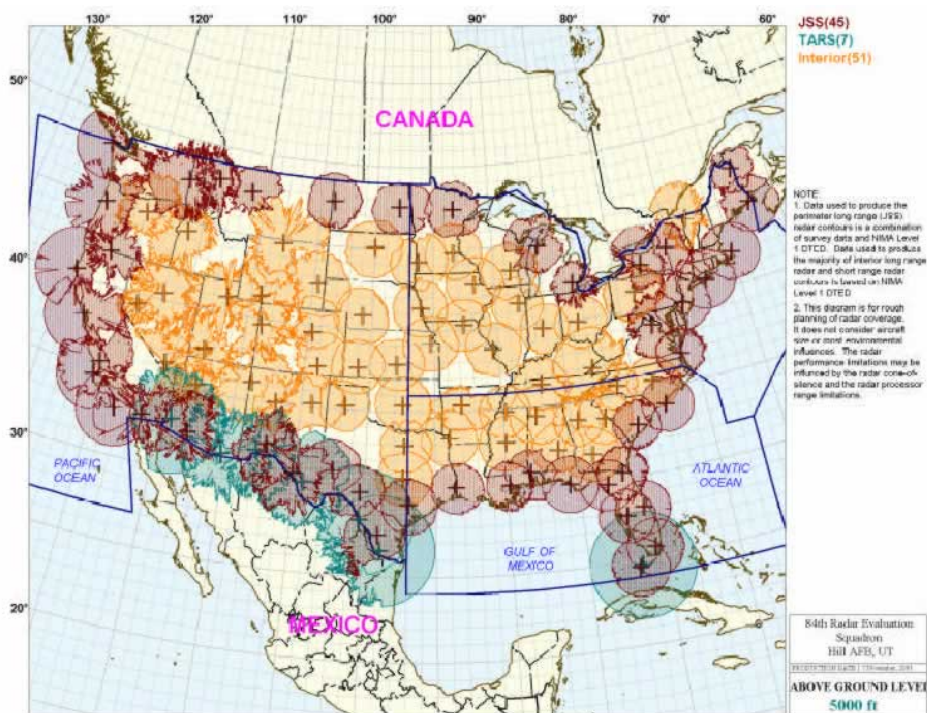 130° 120° 110° 100° 90° 80° 70° 60°
JSS(45)
TARS(7)
Interior(51)
50°
CANADA
NOTE
1. Data used to produce the
perimeter long range (JSS)
radar contours is a combination
of survey data and NIMA Level
1 DTED. Data used to produce
the majority of interior long range
radar and short range radar
contours is based on NIMA
Level 1 DTED
2. This diagram is for rough
planning of radar coverage.
It does not consider aircraft
size or most environmental
influences. The radar
performance limitations may be
influnced by the radar cone-of-
silence and the radar processor
range limitations.
40°
30°
PACIFIC
OCEAN
ATLANTIC
OCEAN
GULF OF
MEXICO
20°
MEXICO
84th Radar Evaluation
Squadron
Hill AFB, UT
PRODUCTION DATE
ABOVE GROUND LEVEL
5000 ft